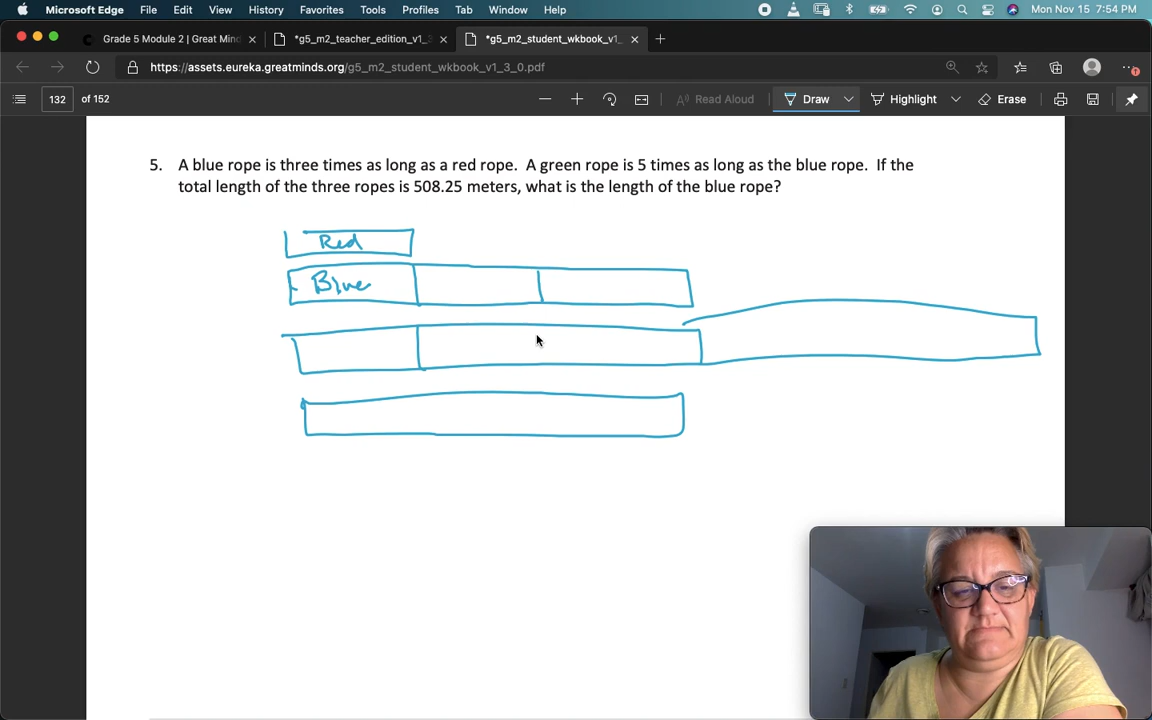 Microsoft Edge File Edit View History Favorites Tools Profiles Tab Window Help Mon Nov 15 7:54 PM
Grade 5 Module 2 | Great Mind *g5_m2_teacher_edition_v1_ *g5_m2_student_wkbook_v1_
https://assets.eureka.greatminds.org/g5_m2_student_wkbook_v1_3_0.pdf
132 of 152 Read Aloud Draw Highlight Erase
5. A blue rope is three times as long as a red rope. A green rope is 5 times as long as the blue rope. If the
total length of the three ropes is 508.25 meters, what is the length of the blue rope?
Red
Blue